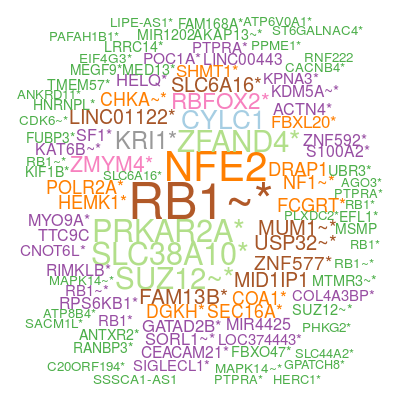 LIPE-AS1* FAM168A* ATP6V0A1*
PAFAH1B1* MIR1202 AKAP13~* ST6GALNAC4*
LRRC14* PTPRA* PPME1*
EIF4G3* POC1A* LINC00443 RNF222
MEGF9* MED13* CACNB4*
TMEM57* HELQ* SHMT1* KPNA3*
ANKRD11* SLC6A16* KDM5A~*
HNRNPL* CHKA~* RBFOX2* ACTN4*
CDK6~* LINC01122* CYLC1 FBXL20*
FUBP3* SF1* KRI1* ZFAND4* ZNF592*
KAT6B~* S100A2*
RB1~* ZMYM4* NFE2 DRAP1 UBR3*
KIF1B* SLC6A16* NF1~* AGO3*
POLR2A* PTPRA*
HEMK1* RB1~* FCGRT* RB1*
PLXDC2* EFL1*
MYO9A* PRKAR2A* MUM1~* MSMP
TTC9C USP32~* RB1*
CNOT6L* SLC38A10* ZNF577* RB1~*
RIMKLB* SUZ12~* MID1IP1 MTMR3~*
MAPK14~*
RB1~* FAM13B* COA1* COL4A3BP*
RPS6KB1* DGKH* SEC16A* SUZ12~*
ATP8B4*
SACM1L* RB1* GATAD2B* MIR4425 PHKG2*
ANTXR2* SORL1~* LOC374443*
RANBP3* CEACAM21* FBXO47* SLC44A2*
C20ORF194* SIGLECL1* MAPK14~* GPATCH8*
SSSCA1-AS1 PTPRA* HERC1*